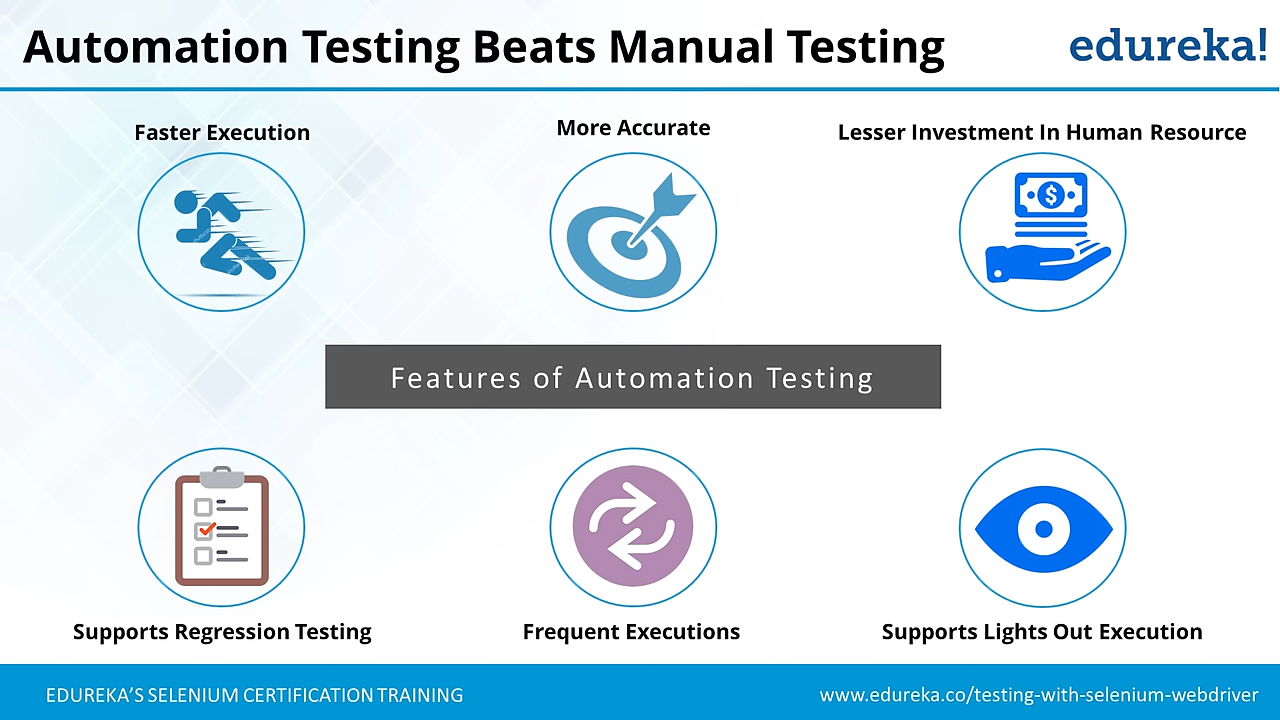 Automation Testing Beats Manual Testing
edureka!
Faster Execution
More Accurate
Lesser Investment In Human Resource
$
Features of Automation Testing
Supports Regression Testing
Frequent Executions
Supports Lights Out Execution
EDUREKA’S SELENIUM CERTIFICATION TRAINING
www.edureka.co/testing-with-selenium-webdriver